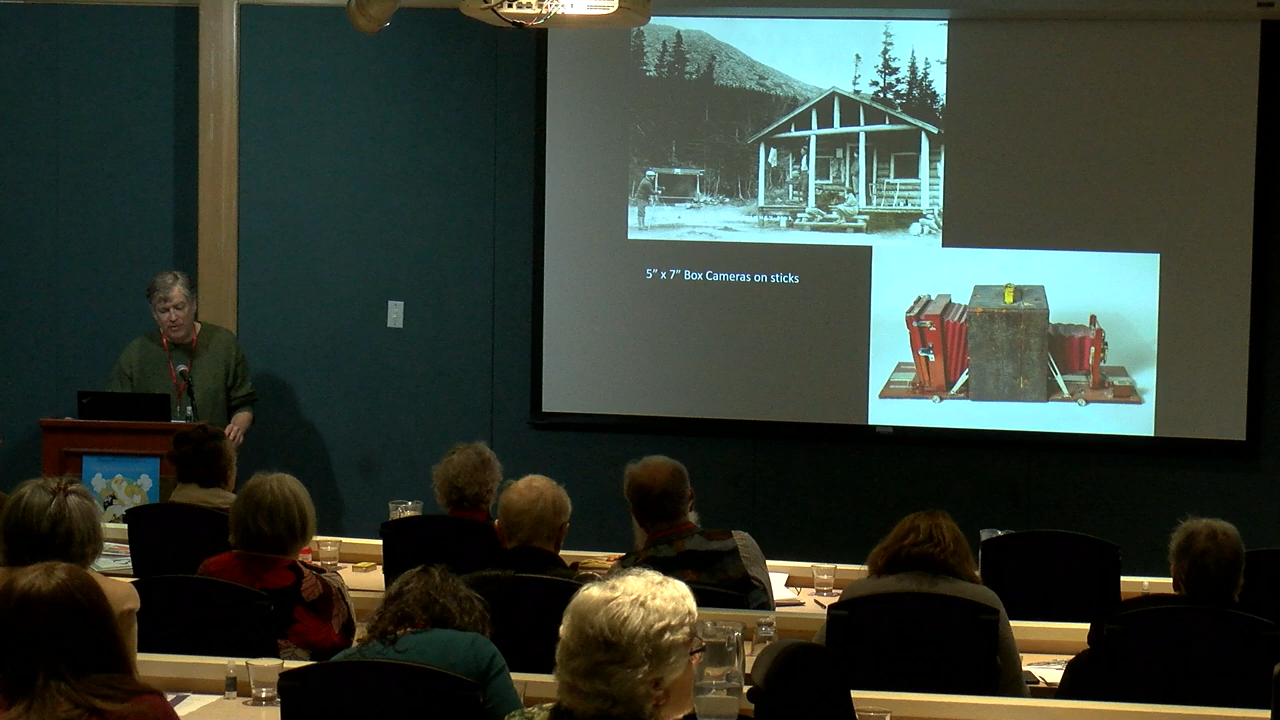 5” x 7” Box Cameras on sticks